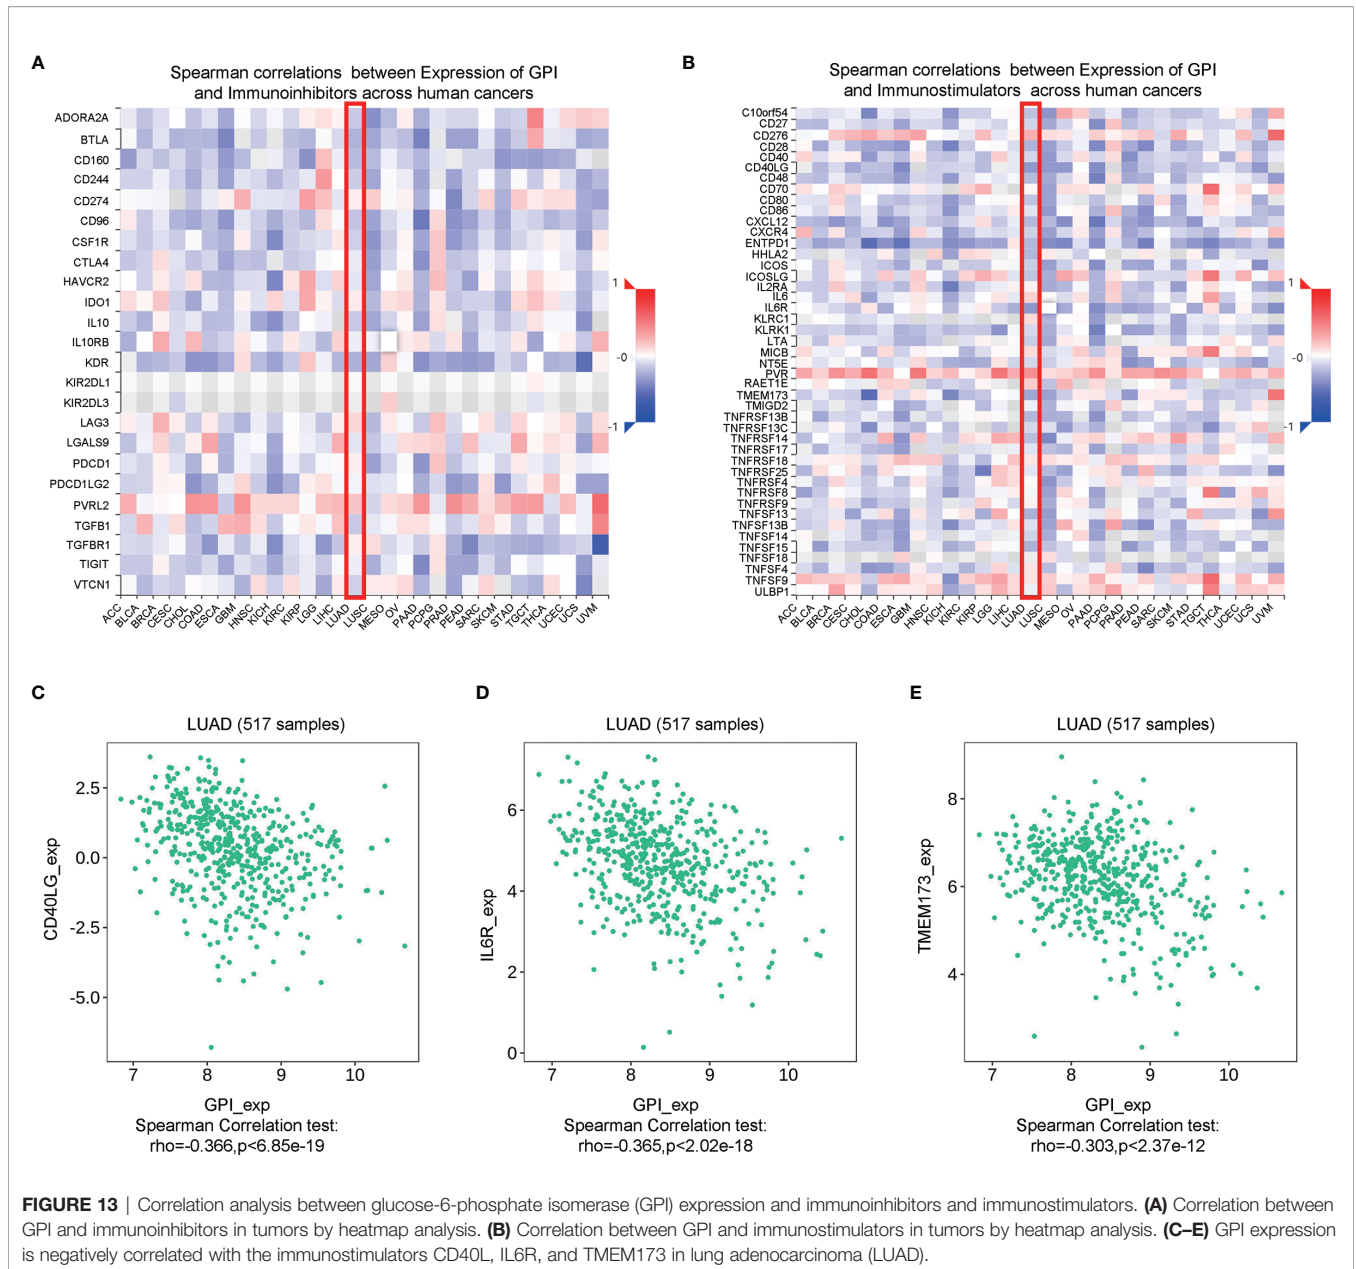 A
Spearman correlations between Expression of GPI
and Immunoinhibitors across human cancers
ADORA2A
BTLA
CD160
CD244
CD274
CD96
CSF1R
CTLA4
HAVCR2
IDO1
IL10
IL10RB
KDR
KIR2DL1
KIR2DL3
LAG3
LGALS9
PDCD1
PDCD1LG2
PVRL2
TGFB1
TGFBR1
TIGIT
VTCN1
ACC
BLCA
BRCA
CESC
CHOL
COAD
ESCA
GBM
HNSC
KICH
KIRC
KIRP
LGG
LIHC
LUAD
LUSC
MESO
OV
PAAD
PCPG
PRAD
PEAD
SARC
SKCM
STAD
TGCT
THCA
UCEC
UCS
UVM
1
-0
-1
B
Spearman correlations between Expression of GPI
and Immunostimulators across human cancers
C10orf54
CD27
CD276
CD28
CD40
CD40LG
CD48
CD70
CD80
CD86
CXCL12
CXCR4
ENTPD1
HHLA2
ICOS
ICOSLG
IL2RA
IL6
IL6R
KLRC1
KLRK1
LTA
MICB
NT5E
PVR
RAET1E
TMEM173
TMIGD2
TNFRSF13B
TNFRSF13C
TNFRSF14
TNFRSF17
TNFRSF18
TNFRSF25
TNFRSF4
TNFRSF8
TNFRSF9
TNFSF13
TNFSF13B
TNFSF14
TNFSF15
TNFSF18
TNFSF4
TNFSF9
ULBP1
ACC
BLCA
BRCA
CESC
CHOL
COAD
ESCA
GBM
HNSC
KICH
KIRC
KIRP
LGG
LIHC
LUAD
LUSC
MESO
OV
PAAD
PCPG
PRAD
PEAD
SARC
SKCM
STAD
TGCT
THCA
UCEC
UCS
UVM
1
-0
-1
C
LUAD (517 samples)
CD40LG_exp
2.5
0.0
-2.5
-5.0
7 8 9 10
GPI_exp
Spearman Correlation test:
rho=-0.366,p<6.85e-19
D
LUAD (517 samples)
IL6R_exp
6
4
2
0
7 8 9 10
GPI_exp
Spearman Correlation test:
rho=-0.365,p<2.02e-18
E
LUAD (517 samples)
TMEM173_exp
8
6
4
7 8 9 10
GPI_exp
Spearman Correlation test:
rho=-0.303,p<2.37e-12
FIGURE 13 | Correlation analysis between glucose-6-phosphate isomerase (GPI) expression and immunoinhibitors and immunostimulators. (A) Correlation between
GPI and immunoinhibitors in tumors by heatmap analysis. (B) Correlation between GPI and immunostimulators in tumors by heatmap analysis. (C–E) GPI expression
is negatively correlated with the immunostimulators CD40L, IL6R, and TMEM173 in lung adenocarcinoma (LUAD).